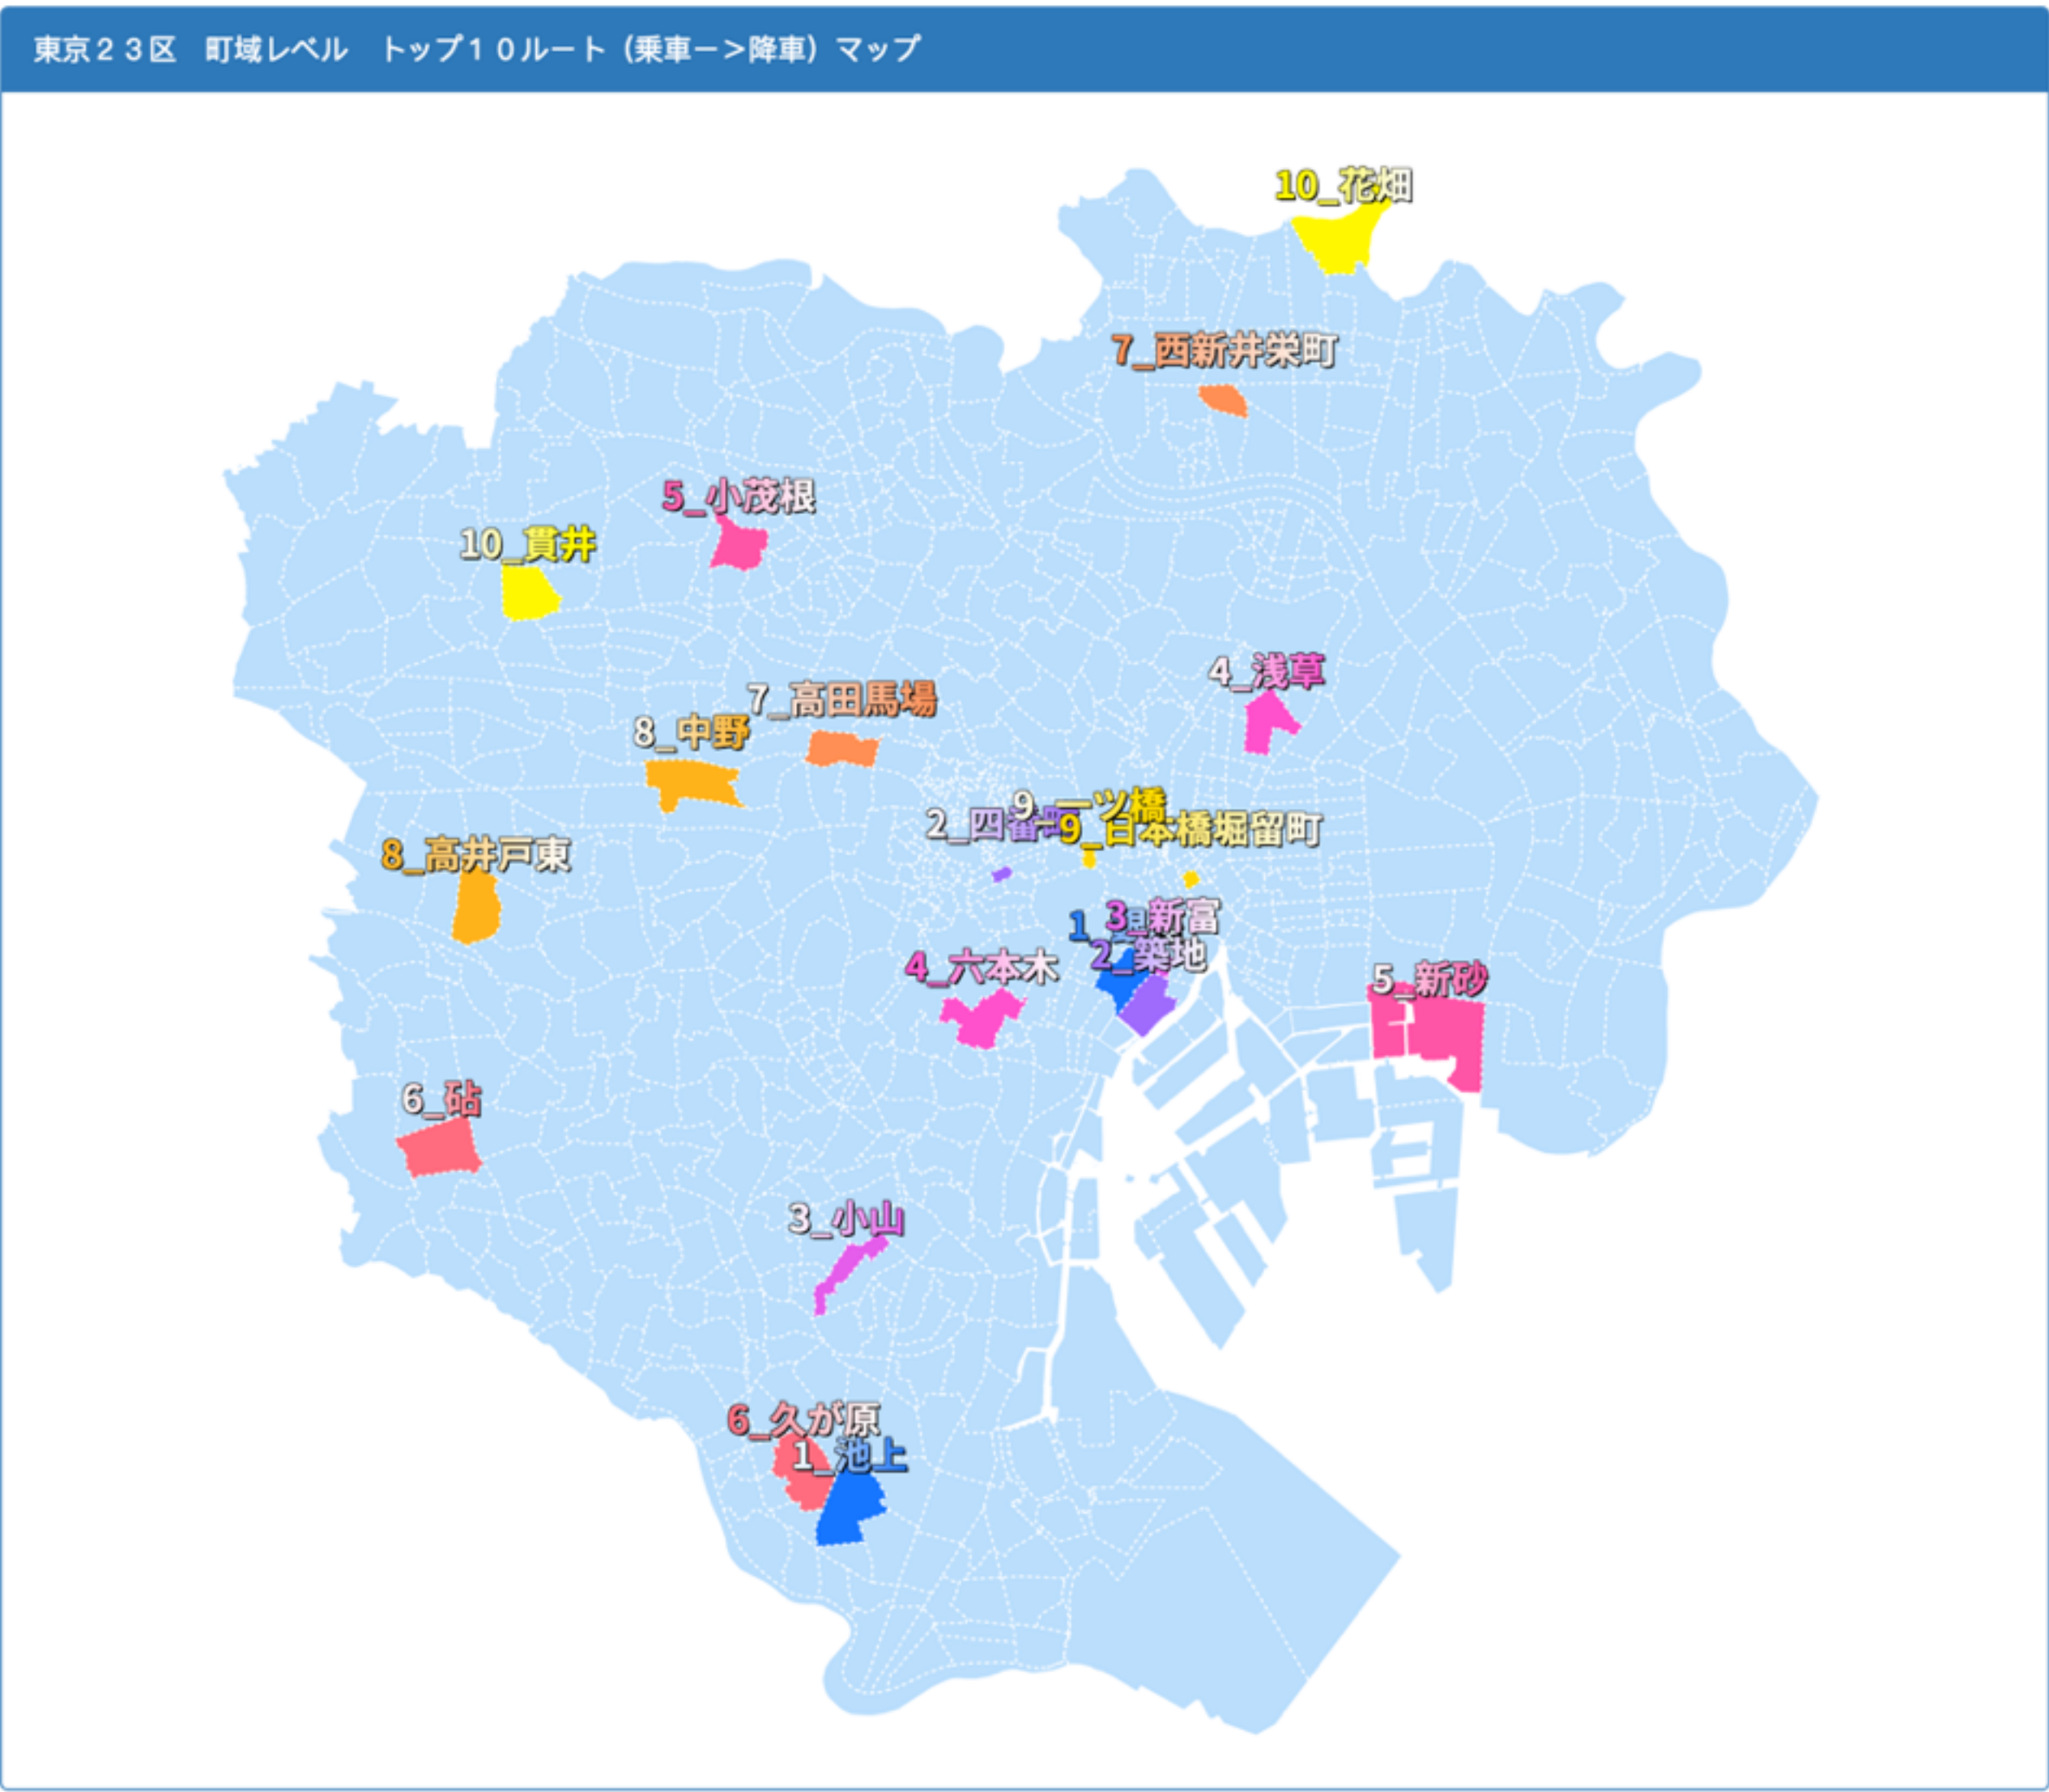 東京２３区　町域レベル　トップ１０ルート（乗車ー＞降車）マップ
10_花畑
7_西新井栄町
5_小茂根
10_貫井
4_浅草
7_高田馬場
8_中野
9_一ツ橋
2_四番町
9_日本橋堀留町
8_高井戸東
3_新富
1
2_築地
4_六本木
5_新砂
6_砧
3_小山
6_久が原
1_池上